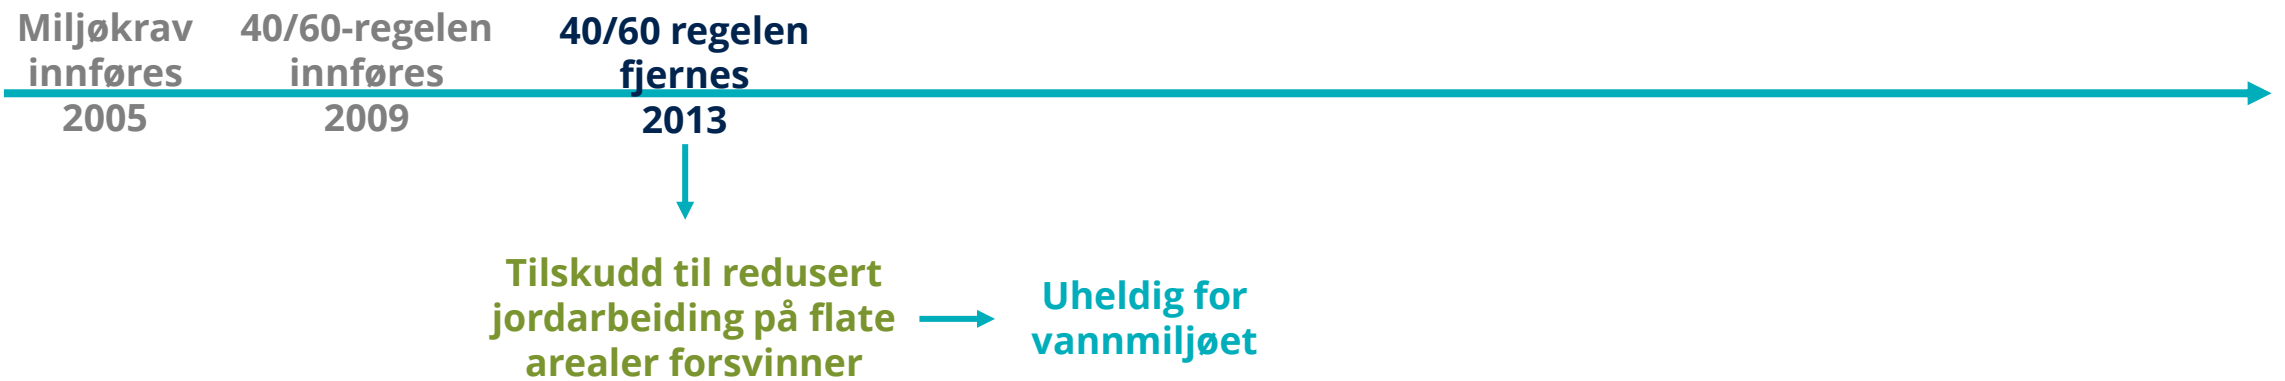 Miljøkrav
innføres
2005
40/60-regelen
innføres
2009
40/60 regelen
fjernes
2013
Tilskudd til redusert
jordarbeiding på flate
arealer forsvinner
Uheldig for
vannmiljøet